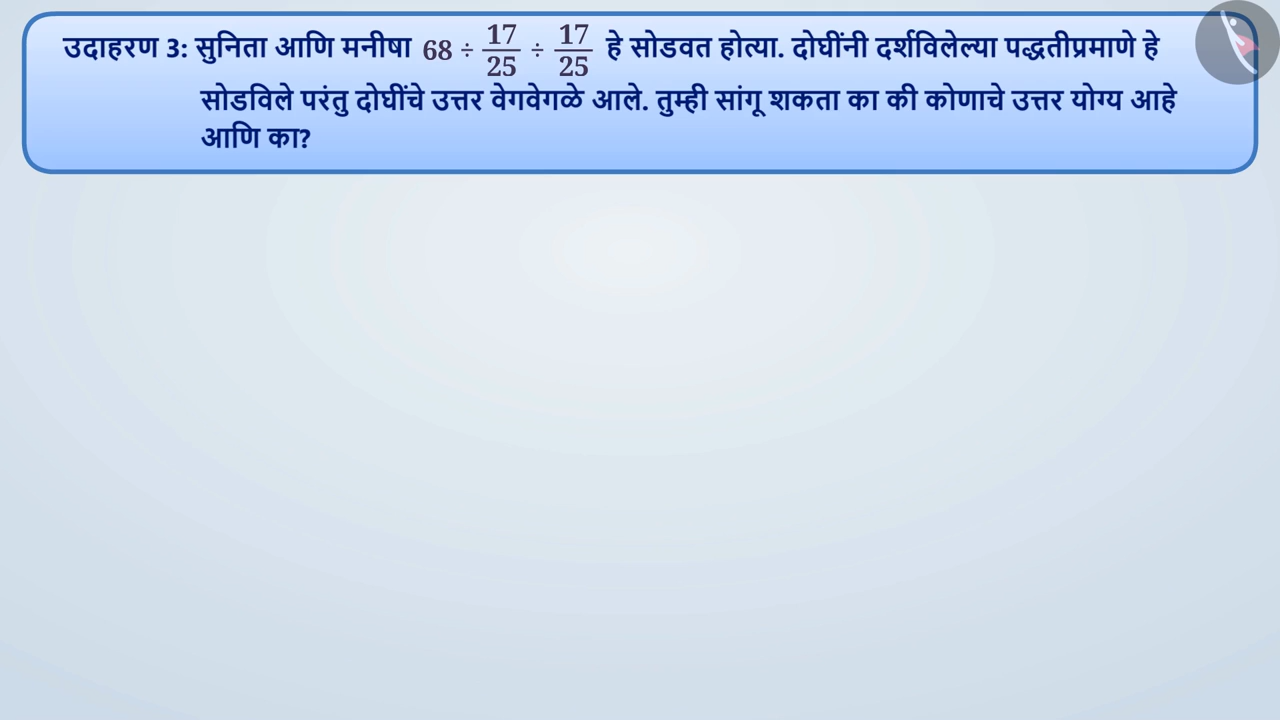 उदाहरण 3: सुनिता आणि मनीषा 68 ÷ 17/25 ÷ 17/25 हे सोडवत होत्या. दोघींनी दर्शविलेल्या पद्धतीप्रमाणे हे
सोडविले परंतु दोघींचे उत्तर वेगवेगळे आले. तुम्ही सांगू शकता का की कोणाचे उत्तर योग्य आहे
आणि का?